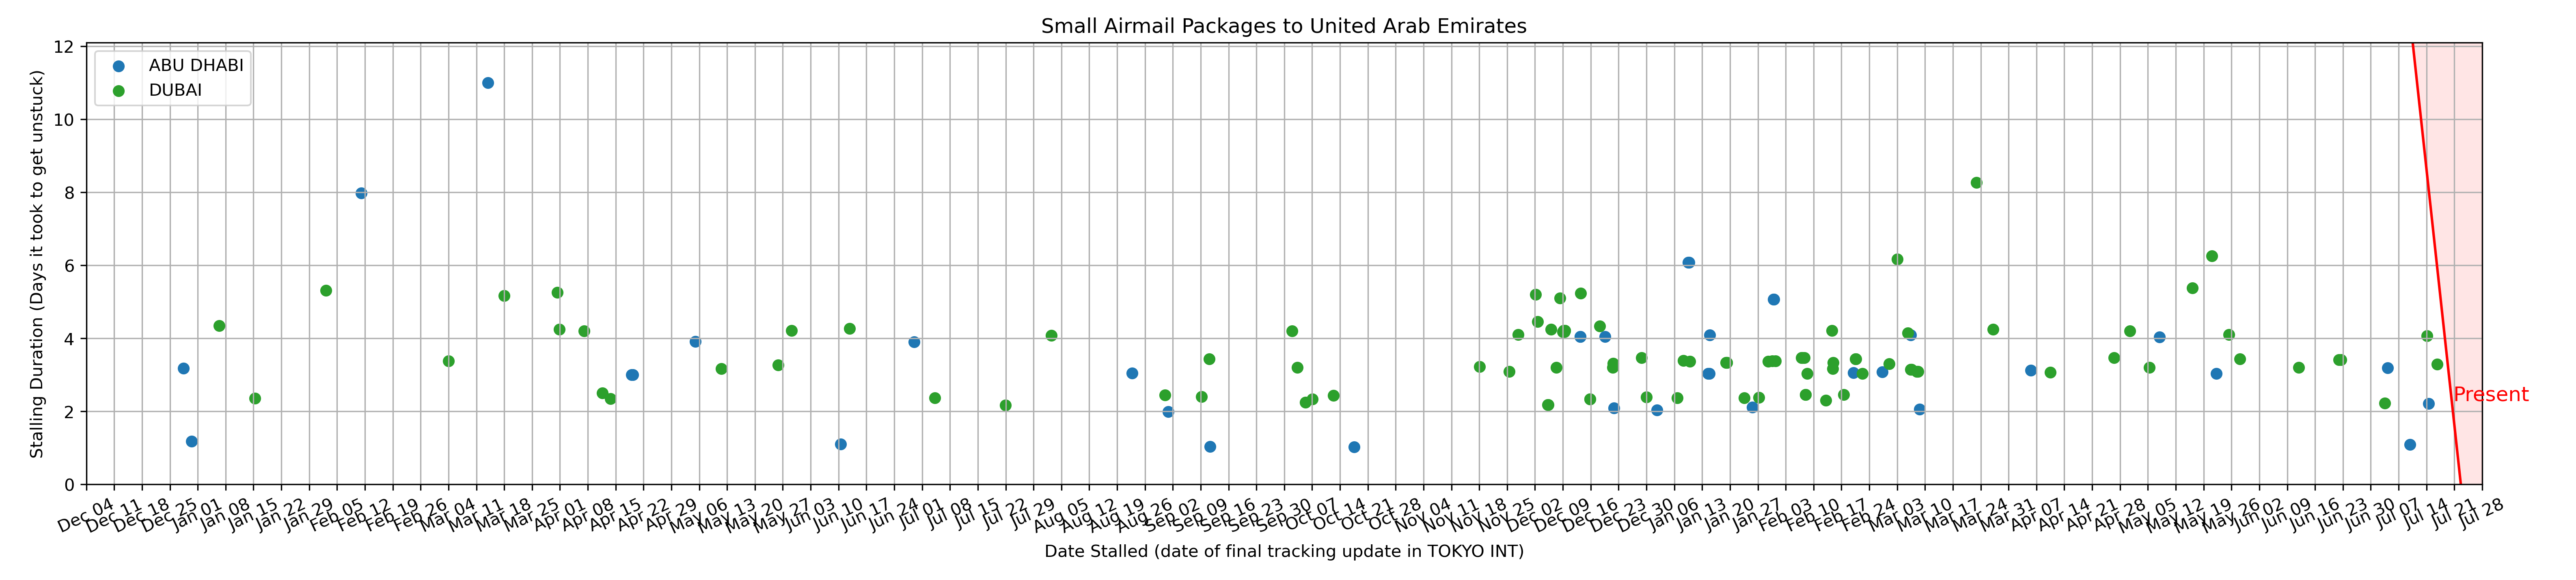 Small Airmail Packages to United Arab Emirates
ABU DHABI
DUBAI
Stalling Duration (Days it took to get unstuck)
12
10
8
6
4
2
0
Present
Dec 04
Dec 11
Dec 18
Dec 25
Jan 01
Jan 08
Jan 15
Jan 22
Jan 29
Feb 05
Feb 12
Feb 19
Feb 26
Mar 04
Mar 11
Mar 18
Mar 25
Apr 01
Apr 08
Apr 15
Apr 22
Apr 29
May 06
May 13
May 20
May 27
Jun 03
Jun 10
Jun 17
Jun 24
Jul 01
Jul 08
Jul 15
Jul 22
Jul 29
Aug 05
Aug 12
Aug 19
Aug 26
Sep 02
Sep 09
Sep 16
Sep 23
Sep 30
Oct 07
Oct 14
Oct 21
Oct 28
Nov 04
Nov 11
Nov 18
Nov 25
Dec 02
Dec 09
Dec 16
Dec 23
Dec 30
Jan 06
Jan 13
Jan 20
Jan 27
Feb 03
Feb 10
Feb 17
Feb 24
Mar 03
Mar 10
Mar 17
Mar 24
Mar 31
Apr 07
Apr 14
Apr 21
Apr 28
May 05
May 12
May 19
May 26
Jun 02
Jun 09
Jun 16
Jun 23
Jun 30
Jul 07
Jul 14
Jul 21
Jul 28
Date Stalled (date of final tracking update in TOKYO INT)